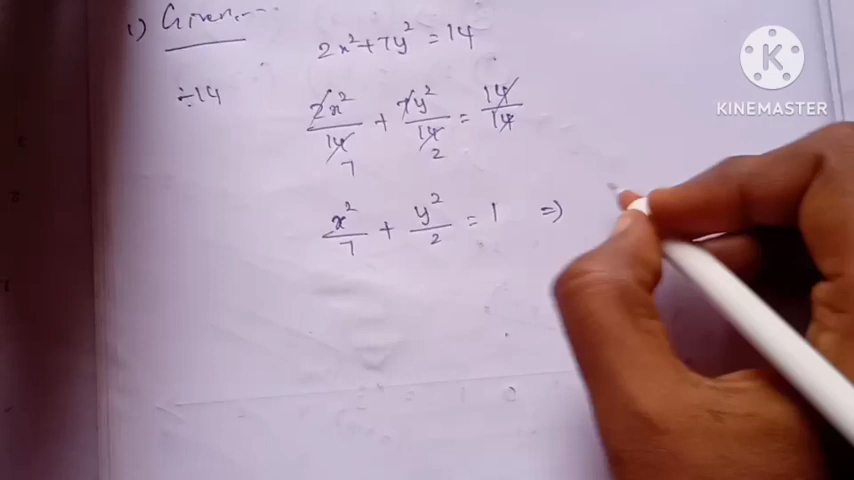 1) Given:-
2x² + 7y² = 14
÷14 2x²/14 7 + 7y²/14 2 = 14/14
x²/7 + y²/2 = 1 ⇒
KINEMASTER